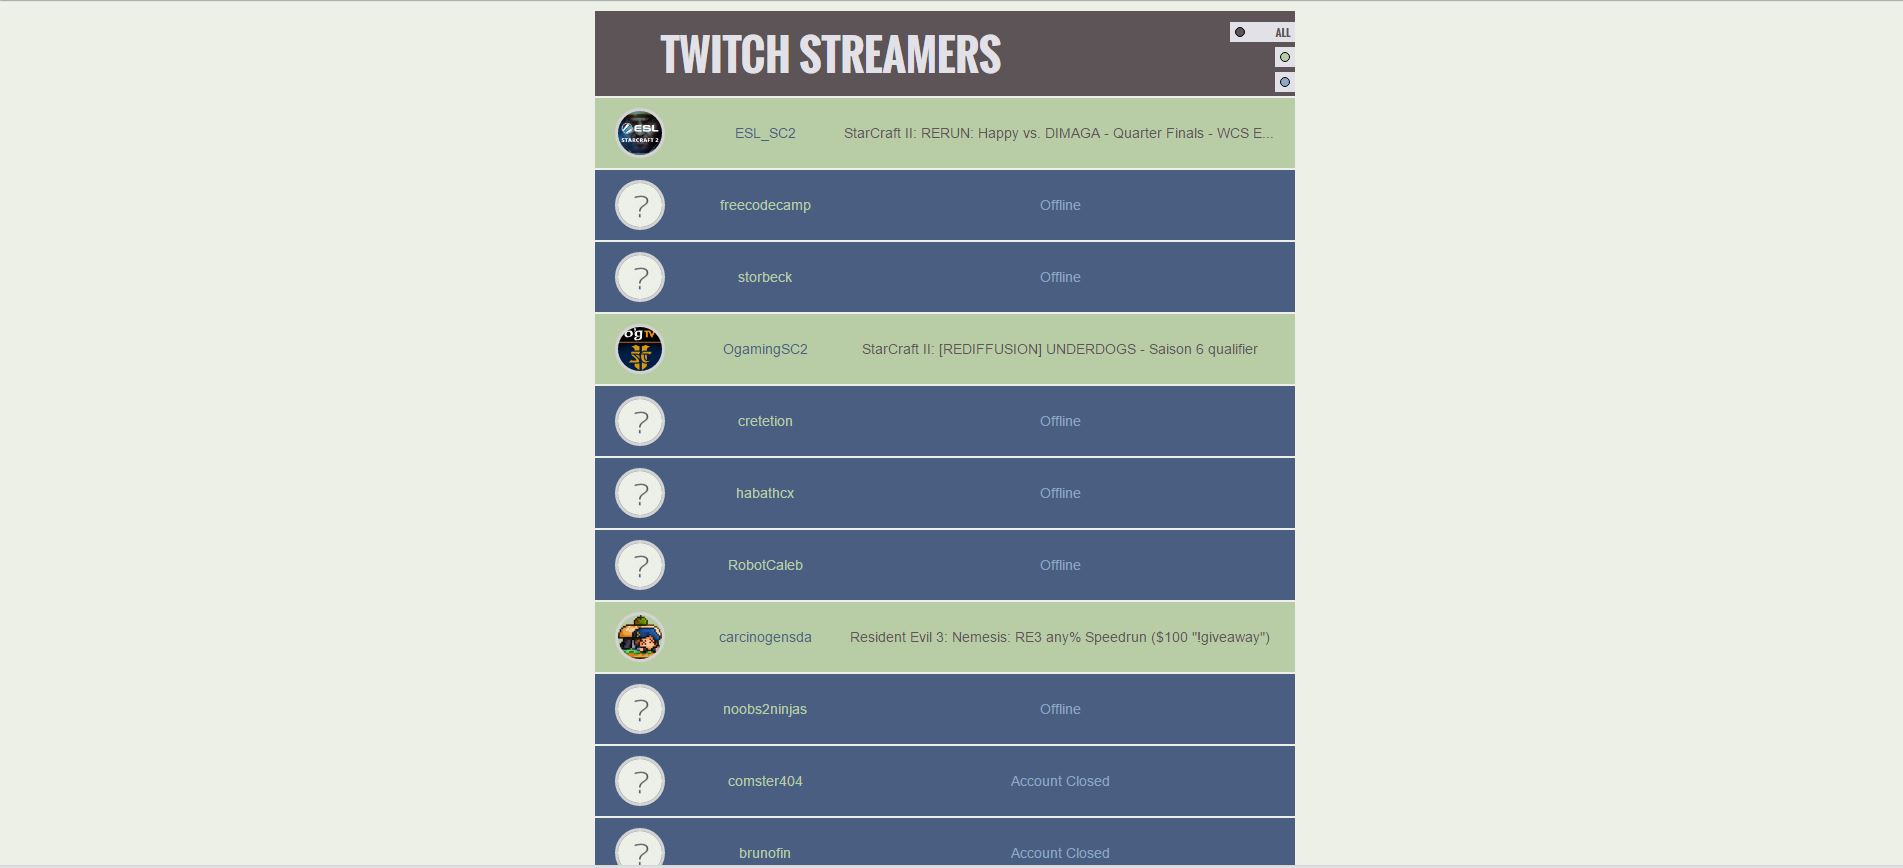 TWITCH STREAMERS
ALL
ESL
STARCRAFT 2
ESL_SC2
StarCraft II: RERUN: Happy vs. DIMAGA - Quarter Finals - WCS E...
?
freecodecamp
Offline
?
storbeck
Offline
OgTV
OgamingSC2
StarCraft II: [REDIFFUSION] UNDERDOGS - Saison 6 qualifier
?
cretetion
Offline
?
habathcx
Offline
?
RobotCaleb
Offline
carcinogensda
Resident Evil 3: Nemesis: RE3 any% Speedrun ($100 "!giveaway")
?
noobs2ninjas
Offline
?
comster404
Account Closed
?
brunofin
Account Closed